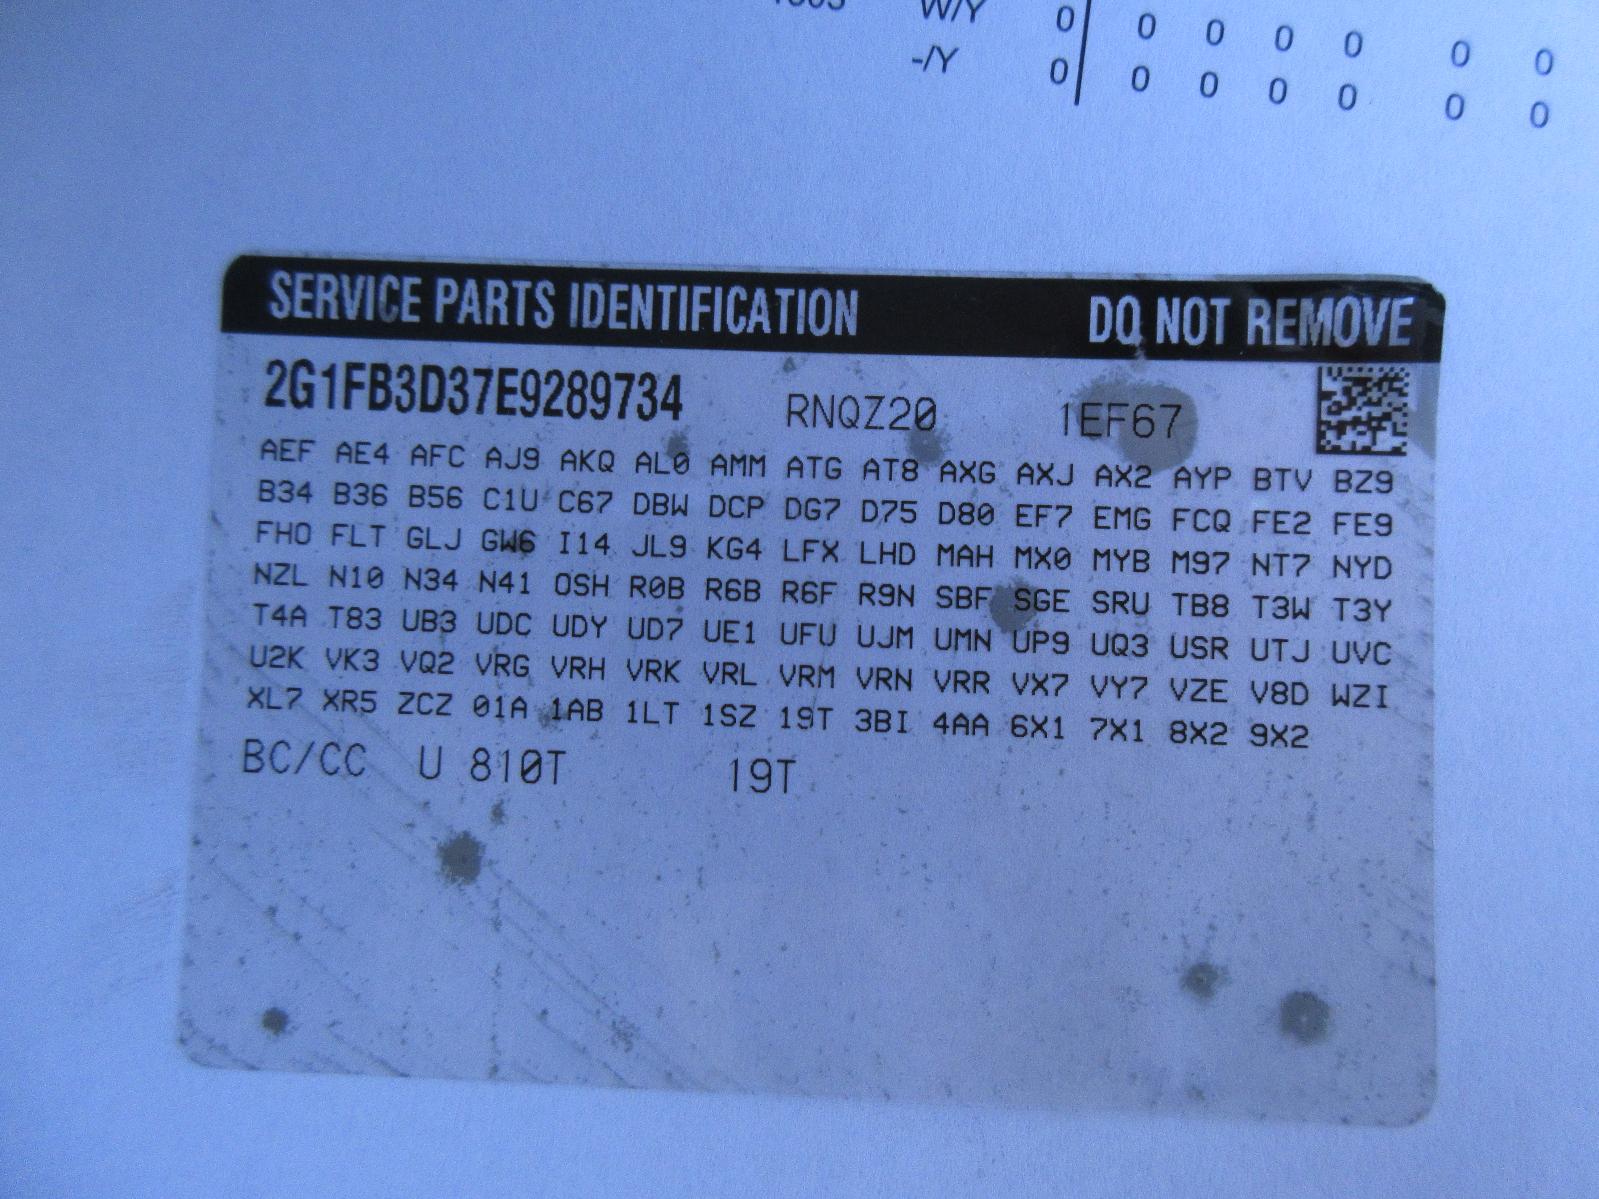 W/Y 0 0 0 0 0 0 0
-/Y 0 0 0 0 0 0 0
SERVICE PARTS IDENTIFICATION DO NOT REMOVE
2G1FB3D37E9289734 RNQZ20 1EF67
AEF AE4 AFC AJ9 AKQ AL0 AMM ATG AT8 AXG AXJ AX2 AYP BTV BZ9
B34 B36 B56 C1U C67 DBW DCP DG7 D75 D80 EF7 EMG FCQ FE2 FE9
FHO FLT GLJ GW6 I14 JL9 KG4 LFX LHD MAH MX0 MYB M97 NT7 NYD
NZL N10 N34 N41 OSH R0B R6B R6F R9N SBF SGE SRU TB8 T3W T3Y
T4A T83 UB3 UDC UDY UD7 UE1 UFU UJM UMN UP9 UQ3 USR UTJ UVC
U2K VK3 VQ2 VRG VRH VRK VRL VRM VRN VRR VX7 VY7 VZE V8D WZI
XL7 XR5 ZCZ 01A 1AB 1LT 1SZ 19T 3BI 4AA 6X1 7X1 8X2 9X2
BC/CC U 810T 19T